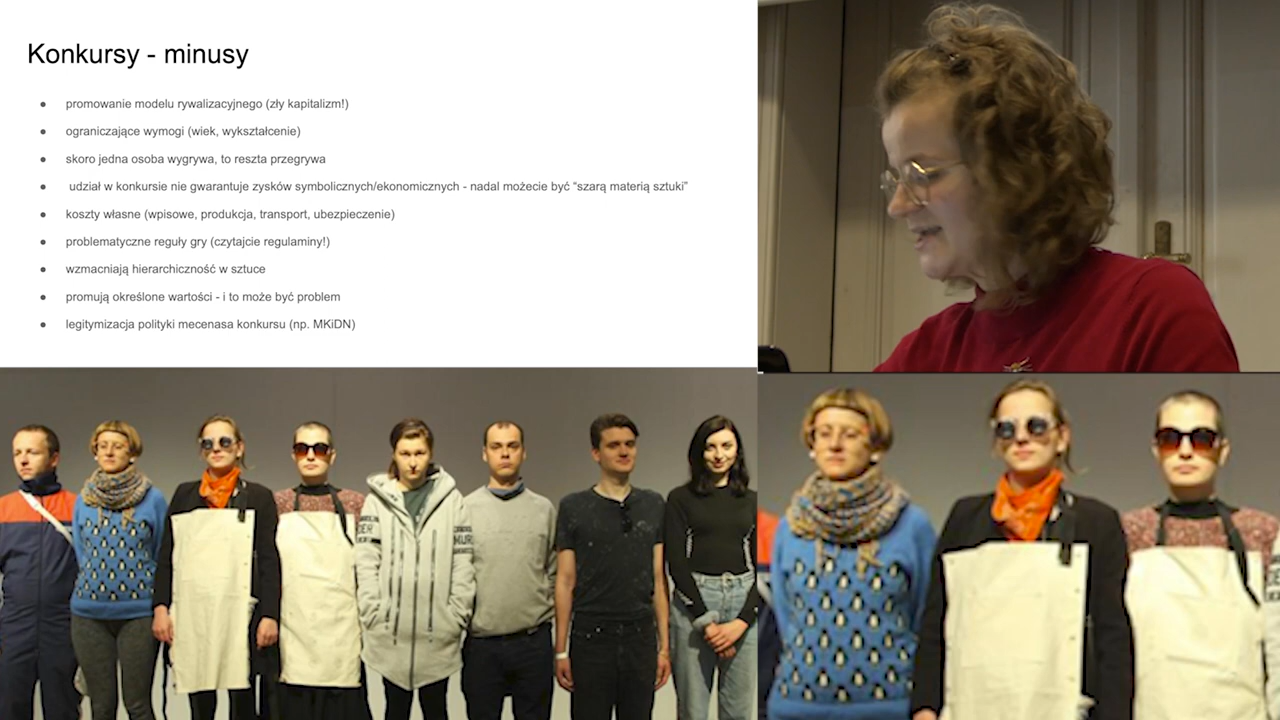 Konkursy - minusy
promowanie modelu rywalizacyjnego (zły kapitalizm!)
ograniczające wymogi (wiek, wykształcenie)
skoro jedna osoba wygrywa, to reszta przegrywa
udział w konkursie nie gwarantuje zysków symbolicznych/ekonomicznych - nadal możecie być “szarą materią sztuki”
koszty własne (wpisowe, produkcja, transport, ubezpieczenie)
problematyczne reguły gry (czytajcie regulaminy!)
wzmacniają hierarchiczność w sztuce
promują określone wartości - i to może być problem
legitymizacja polityki mecenasa konkursu (np. MKiDN)